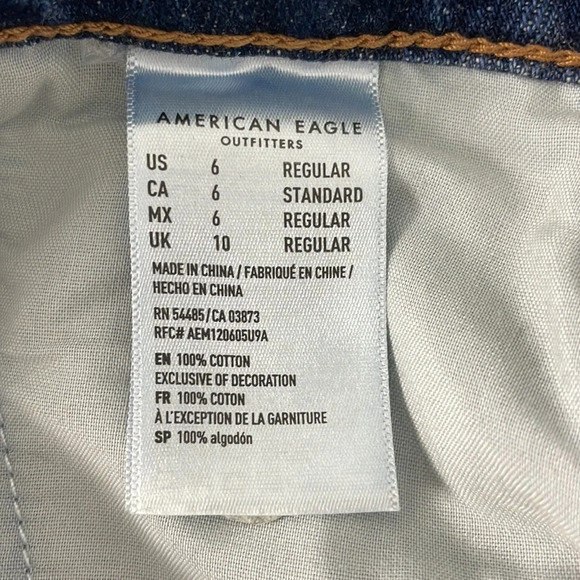 AMERICAN EAGLE
OUTFITTERS
US 6 REGULAR
CA 6 STANDARD
MX 6 REGULAR
UK 10 REGULAR
MADE IN CHINA / FABRIQUÉ EN CHINE /
HECHO EN CHINA
RN 54485/CA 03873
RFC# AEM120605U9A
EN 100% COTTON
EXCLUSIVE OF DECORATION
FR 100% COTON
À L'EXCEPTION DE LA GARNITURE
SP 100% algodón